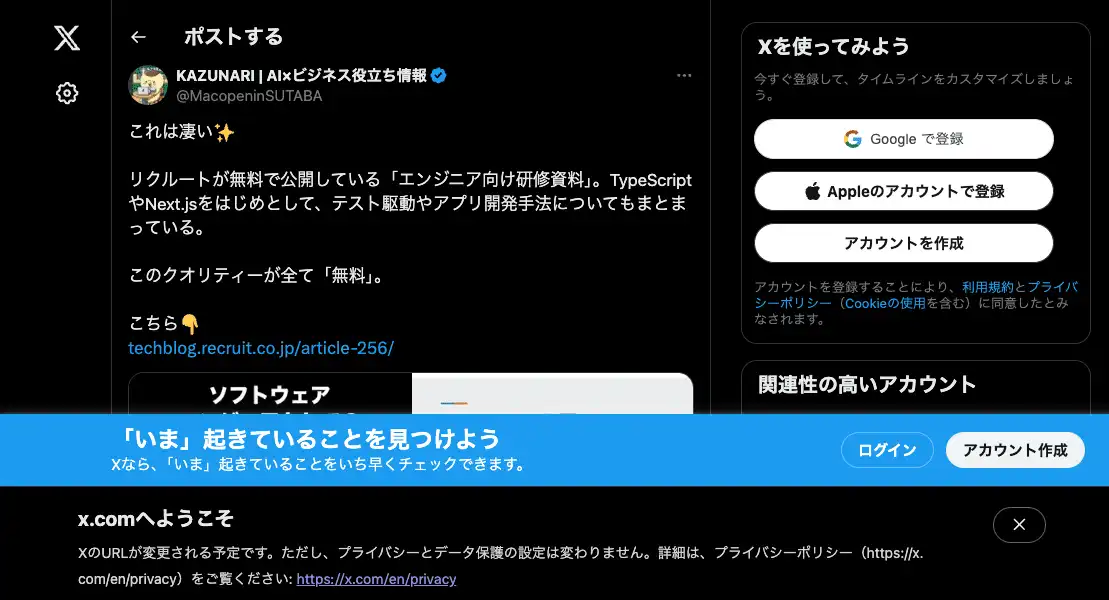 ポストする
KAZUNARI | AI×ビジネス役立ち情報
@MacopeninSUTABA
これは凄い✨
リクルートが無料で公開している「エンジニア向け研修資料」。TypeScript
やNext.jsをはじめとして、テスト駆動やアプリ開発手法についてもまとま
っている。
このクオリティーが全て「無料」。
こちら👇
techblog.recruit.co.jp/article-256/
ソフトウェア
Xを使ってみよう
今すぐ登録して、タイムラインをカスタマイズしましょ
う。
Google で登録
Appleのアカウントで登録
アカウントを作成
アカウントを登録することにより、利用規約とプライバ
シーポリシー（Cookieの使用を含む）に同意したとみ
なされます。
関連性の高いアカウント
「いま」起きていることを見つけよう
Xなら、「いま」起きていることをいち早くチェックできます。
ログイン
アカウント作成
x.comへようこそ
XのURLが変更される予定です。ただし、プライバシーとデータ保護の設定は変わりません。詳細は、プライバシーポリシー（https://x.
com/en/privacy）をご覧ください: https://x.com/en/privacy